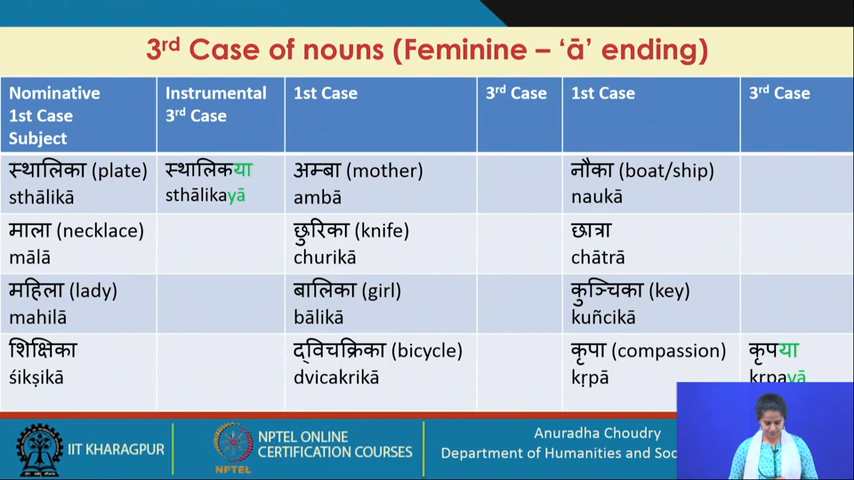 3rd Case of nouns (Feminine – ‘ā’ ending)
Nominative
1st Case
Subject
Instrumental
3rd Case
1st Case
3rd Case
1st Case
3rd Case
स्थालिका (plate)
sthālikā
स्थालिकया
sthālikayā
अम्बा (mother)
ambā
नौका (boat/ship)
naukā
माला (necklace)
mālā
छुरिका (knife)
churikā
छात्रा
chātrā
महिला (lady)
mahilā
बालिका (girl)
bālikā
कुञ्चिका (key)
kuñcikā
शिक्षिका
śikṣikā
द्विचक्रिका (bicycle)
dvicakrikā
कृपा (compassion)
kṛpā
कृपया
kṛpayā
IIT KHARAGPUR
NPTEL
NPTEL ONLINE
CERTIFICATION COURSES
Anuradha Choudry
Department of Humanities and Soc